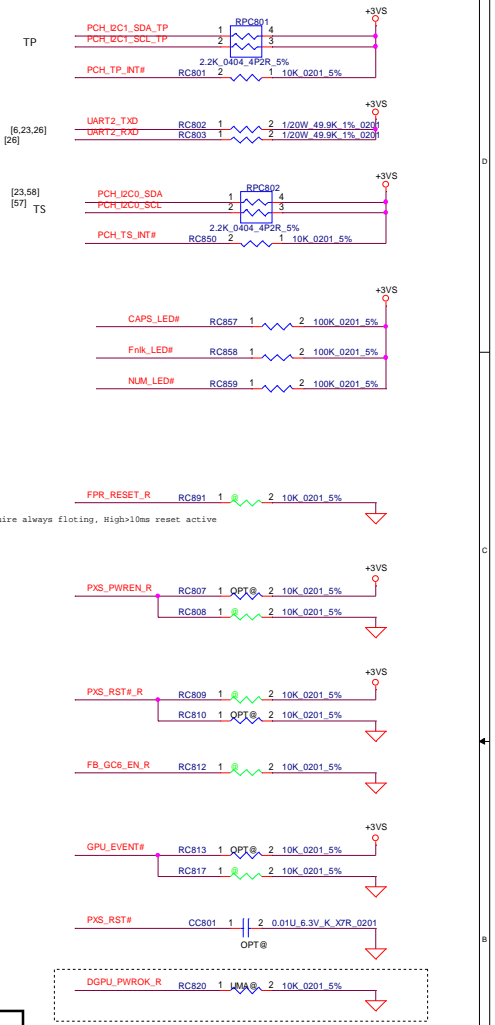 +3VS
RPC801
PCH_I2C1_SDA_TP 1 4
PCH_I2C1_SCL_TP 2 3
TP
2.2K_0404_4P2R_5%
PCH_TP_INT# RC801 2 1 10K_0201_5%
+3VS
UART2_TXD RC802 1 2 1/20W_49.9K_1%_0201
[6,23,26]
UART2_RXD RC803 1 2 1/20W_49.9K_1%_0201
[26]
D
+3VS
RPC802
[23,58] PCH_I2C0_SDA 1 4
[57] TS PCH_I2C0_SCL 2 3
2.2K_0404_4P2R_5%
PCH_TS_INT# RC850 2 1 10K_0201_5%
+3VS
CAPS_LED# RC857 1 2 100K_0201_5%
Fnlk_LED# RC858 1 2 100K_0201_5%
NUM_LED# RC859 1 2 100K_0201_5%
FPR_RESET_R RC891 1 @ 2 10K_0201_5%
uire always floting, High>10ms reset active
C
+3VS
PXS_PWREN_R RC807 1 OPT@ 2 10K_0201_5%
RC808 1 @ 2 10K_0201_5%
+3VS
PXS_RST#_R RC809 1 @ 2 10K_0201_5%
RC810 1 OPT@ 2 10K_0201_5%
FB_GC6_EN_R RC812 1 @ 2 10K_0201_5%
+3VS
GPU_EVENT# RC813 1 OPT@ 2 10K_0201_5%
RC817 1 @ 2 10K_0201_5%
PXS_RST# CC801 1 2 0.01U_6.3V_K_X7R_0201
OPT@
B
DGPU_PWROK_R RC820 1 UMA@ 2 10K_0201_5%